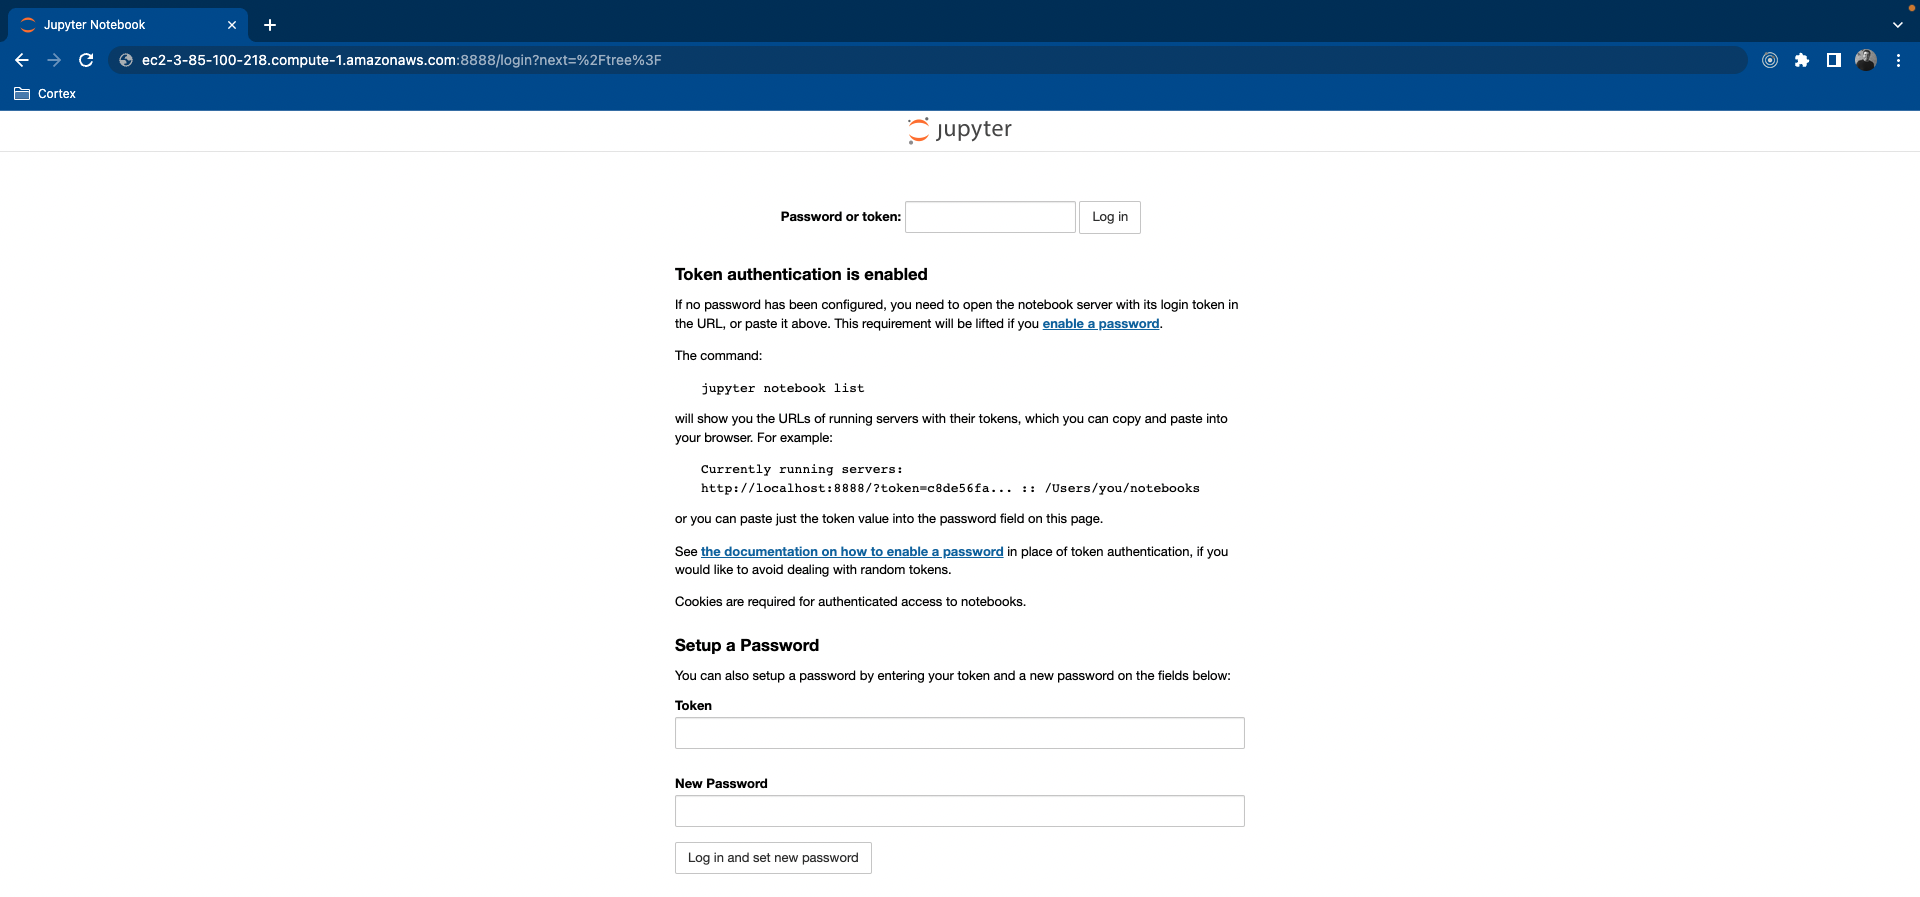 Jupyter Notebook
ec2-3-85-100-218.compute-1.amazonaws.com:8888/login?next=%2Ftree%3F
Cortex
jupyter
Password or token:
Log in
Token authentication is enabled
If no password has been configured, you need to open the notebook server with its login token in
the URL, or paste it above. This requirement will be lifted if you enable a password.
The command:
jupyter notebook list
will show you the URLs of running servers with their tokens, which you can copy and paste into
your browser. For example:
Currently running servers:
http://localhost:8888/?token=c8de56fa... :: /Users/you/notebooks
or you can paste just the token value into the password field on this page.
See the documentation on how to enable a password in place of token authentication, if you
would like to avoid dealing with random tokens.
Cookies are required for authenticated access to notebooks.
Setup a Password
You can also setup a password by entering your token and a new password on the fields below:
Token
New Password
Log in and set new password